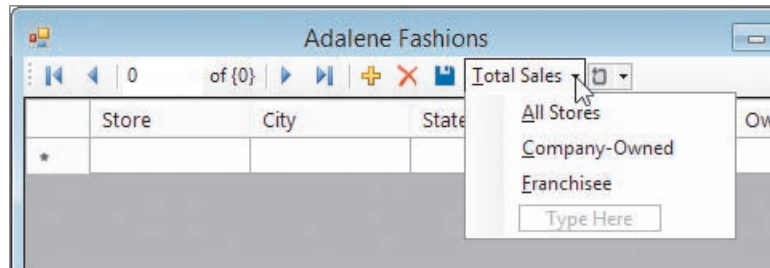 Adalene Fashions
0 of {0} Total Sales
Store City State Ow
All Stores
Company-Owned
Franchisee
Type Here